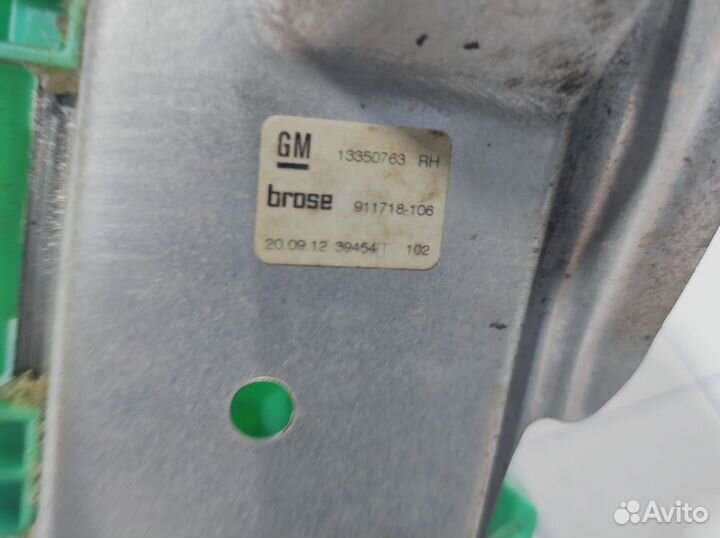 GM 13350763 RH
brose 911718-106
20.09.12 39454 102
Avito